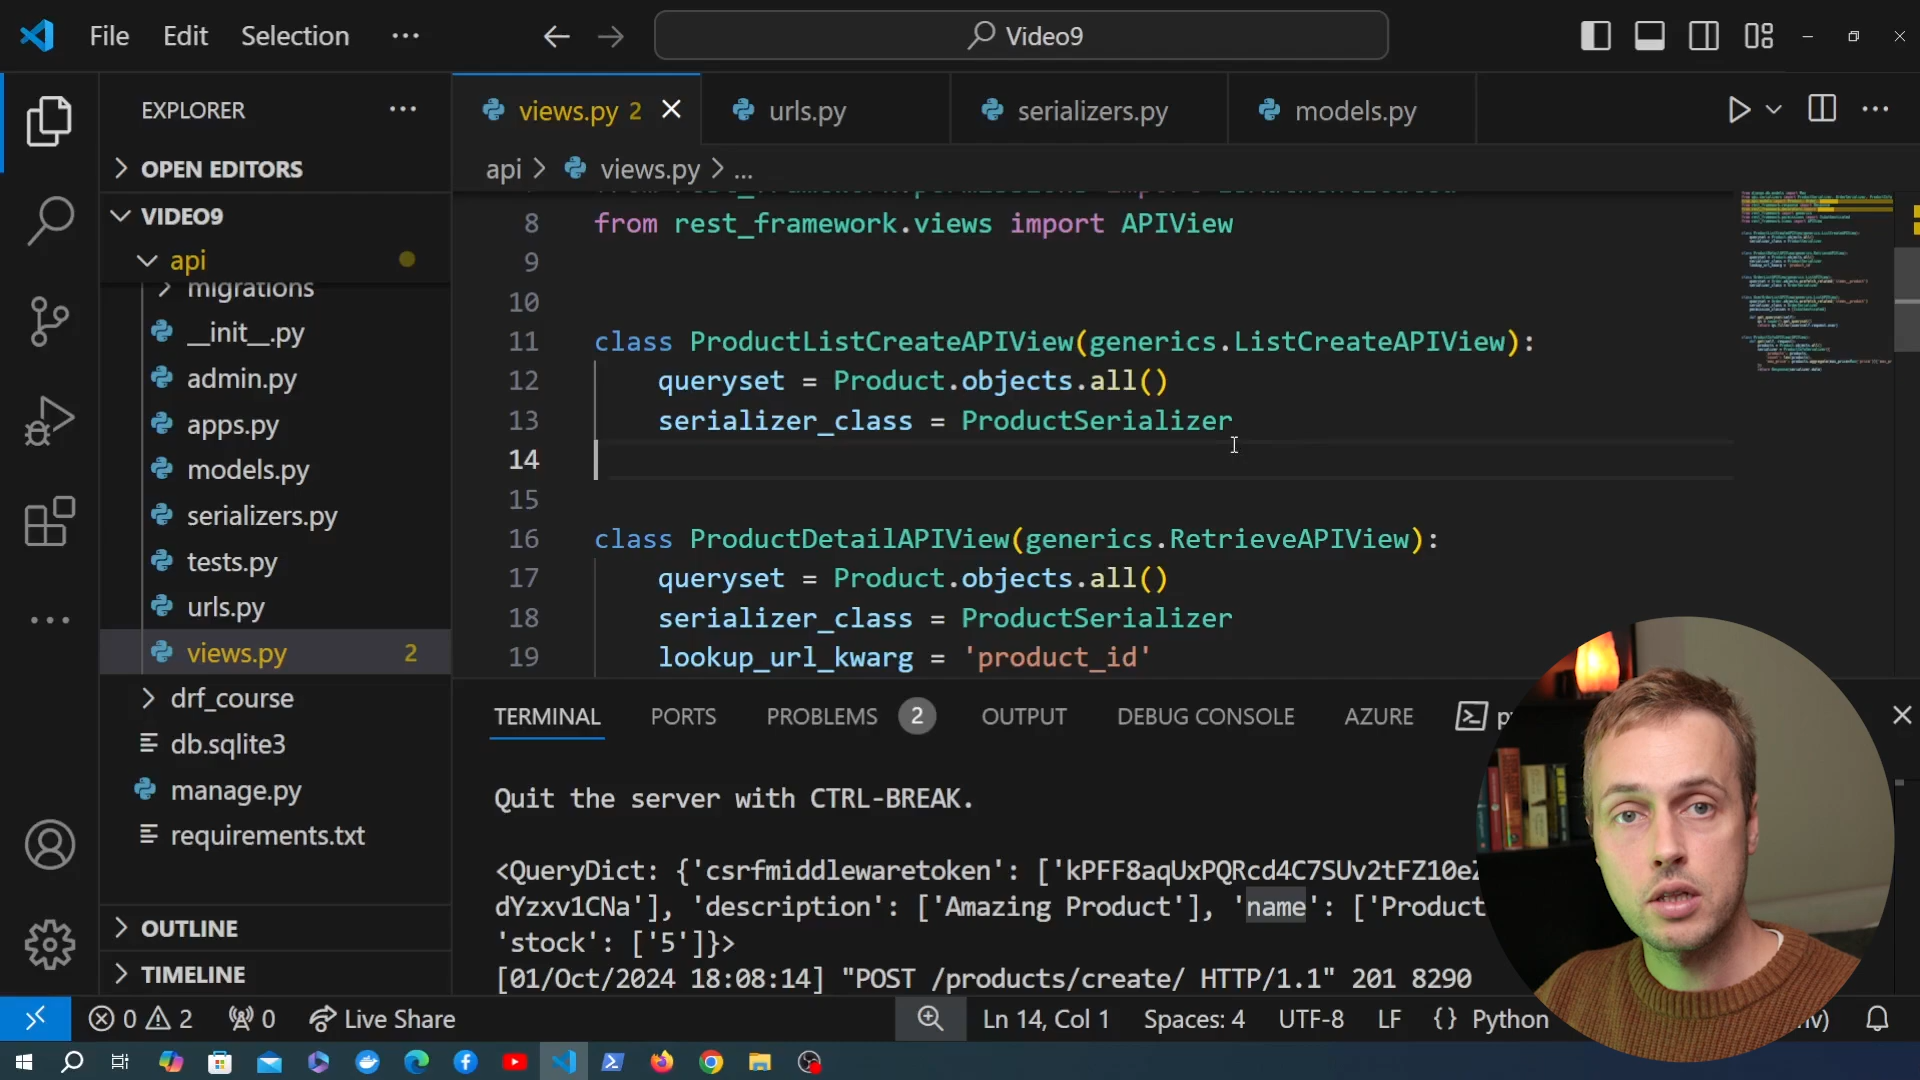 File Edit Selection ...
Video9
EXPLORER
OPEN EDITORS
VIDEO9
api
migrations
__init__.py
admin.py
apps.py
models.py
serializers.py
tests.py
urls.py
views.py 2
drf_course
db.sqlite3
manage.py
requirements.txt
OUTLINE
TIMELINE
views.py 2 urls.py serializers.py models.py
api > views.py > ...
8 from rest_framework.views import APIView
9
10
11 class ProductListCreateAPIView(generics.ListCreateAPIView):
12 queryset = Product.objects.all()
13 serializer_class = ProductSerializer
14
15
16 class ProductDetailAPIView(generics.RetrieveAPIView):
17 queryset = Product.objects.all()
18 serializer_class = ProductSerializer
19 lookup_url_kwarg = 'product_id'
TERMINAL PORTS PROBLEMS 2 OUTPUT DEBUG CONSOLE AZURE
Quit the server with CTRL-BREAK.
<QueryDict: {'csrfmiddlewaretoken': ['kPFF8aqUxPQRcd4C7SUv2tFZ10e
dYzxv1CNa'], 'description': ['Amazing Product'], 'name': ['Product
'stock': ['5']}>
[01/Oct/2024 18:08:14] "POST /products/create/ HTTP/1.1" 201 8290
0 2 0 Live Share Ln 14, Col 1 Spaces: 4 UTF-8 LF {} Python